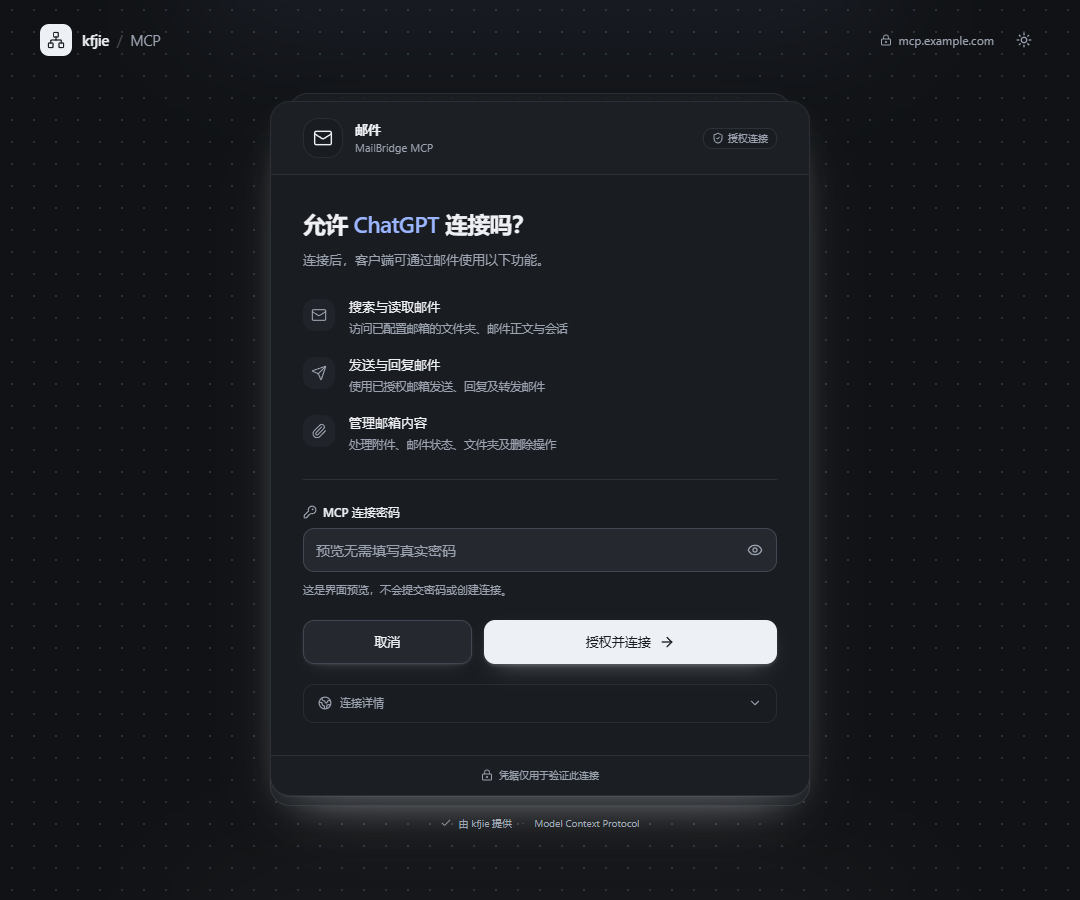 kfjie / MCP
mcp.example.com
邮件
MailBridge MCP
授权连接
允许 ChatGPT 连接吗？
连接后，客户端可通过邮件使用以下功能。
搜索与读取邮件
访问已配置邮箱的文件夹、邮件正文与会话
发送与回复邮件
使用已授权邮箱发送、回复及转发邮件
管理邮箱内容
处理附件、邮件状态、文件夹及删除操作
MCP 连接密码
预览无需填写真实密码
这是界面预览，不会提交密码或创建连接。
取消
授权并连接
连接详情
凭据仅用于验证此连接
由 kfjie 提供 · Model Context Protocol